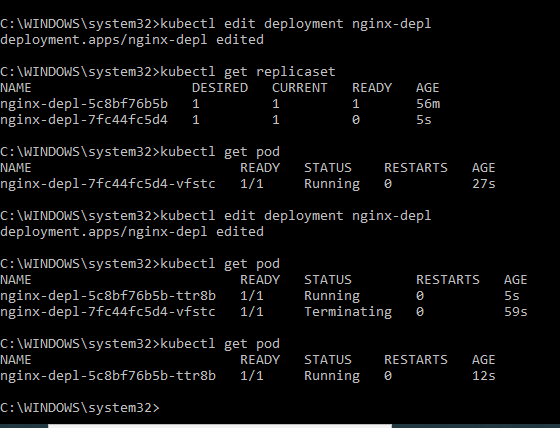 C:\WINDOWS\system32>kubectl edit deployment nginx-depl
deployment.apps/nginx-depl edited
C:\WINDOWS\system32>kubectl get replicaset
NAME DESIRED CURRENT READY AGE
nginx-depl-5c8bf76b5b 1 1 1 56m
nginx-depl-7fc44fc5d4 1 1 0 5s
C:\WINDOWS\system32>kubectl get pod
NAME READY STATUS RESTARTS AGE
nginx-depl-7fc44fc5d4-vfstc 1/1 Running 0 27s
C:\WINDOWS\system32>kubectl edit deployment nginx-depl
deployment.apps/nginx-depl edited
C:\WINDOWS\system32>kubectl get pod
NAME READY STATUS RESTARTS AGE
nginx-depl-5c8bf76b5b-ttr8b 1/1 Running 0 5s
nginx-depl-7fc44fc5d4-vfstc 1/1 Terminating 0 59s
C:\WINDOWS\system32>kubectl get pod
NAME READY STATUS RESTARTS AGE
nginx-depl-5c8bf76b5b-ttr8b 1/1 Running 0 12s
C:\WINDOWS\system32>